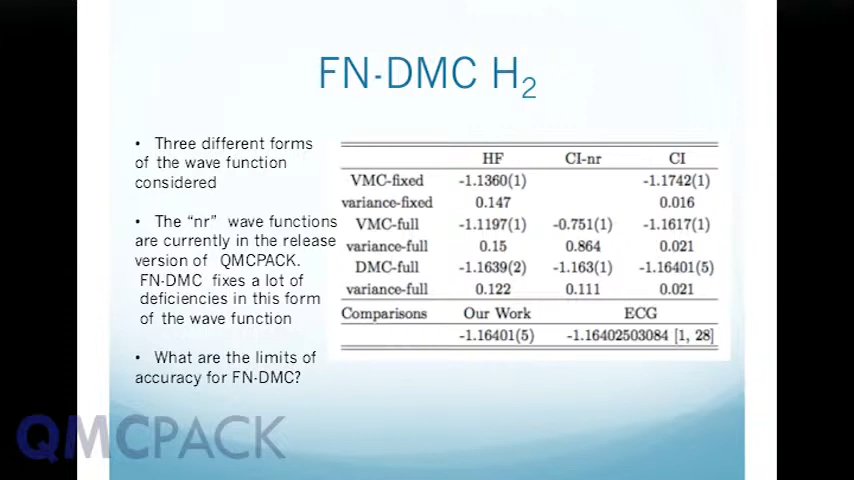 FN-DMC H2
• Three different forms
of the wave function
considered
• The “nr” wave functions
are currently in the release
version of QMCPACK.
FN-DMC fixes a lot of
deficiencies in this form
of the wave function
• What are the limits of
accuracy for FN-DMC?
HF CI-nr CI
VMC-fixed -1.1360(1) -1.1742(1)
variance-fixed 0.147 0.016
VMC-full -1.1197(1) -0.751(1) -1.1617(1)
variance-full 0.15 0.864 0.021
DMC-full -1.1639(2) -1.163(1) -1.16401(5)
variance-full 0.122 0.111 0.021
Comparisons Our Work ECG
-1.16401(5) -1.16402503084 [1, 28]
QMCPACK